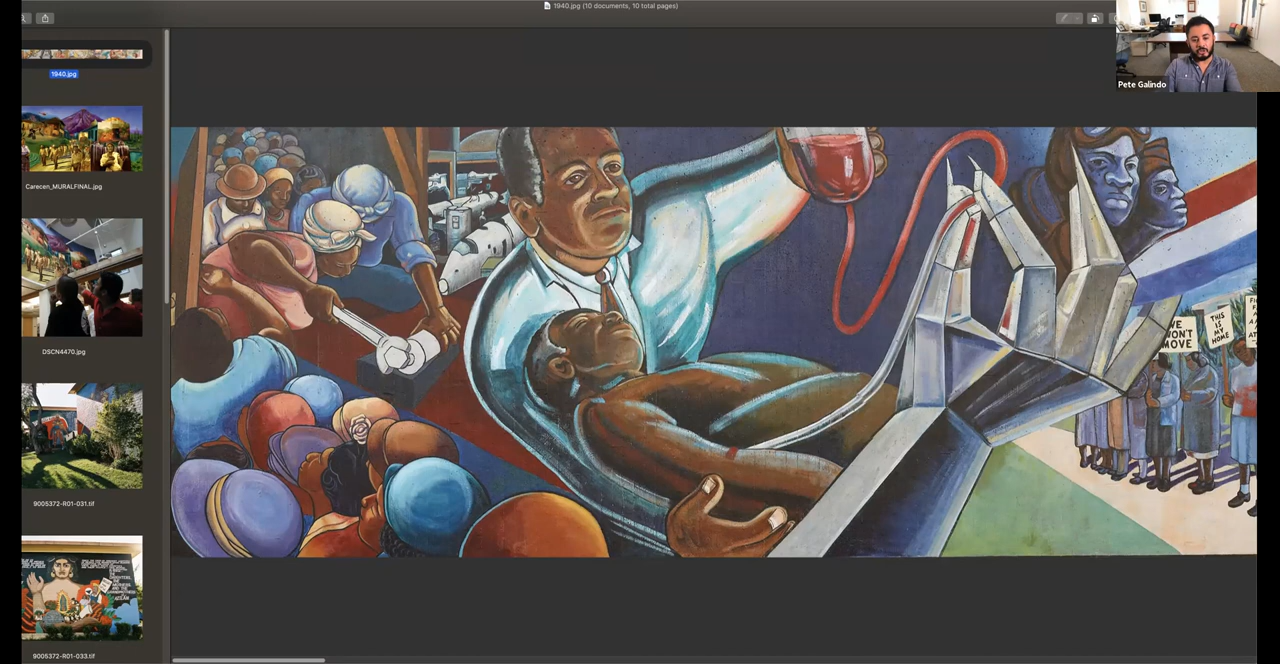 1940.jpg (10 documents, 10 total pages)
Pete Galindo
1940.jpg
Carecen_MURALFINAL.jpg
DSCN4470.jpg
9005372-R01-031.tif
9005372-R01-033.tif
WE
WON'T
MOVE
THIS
IS
MY
HOME